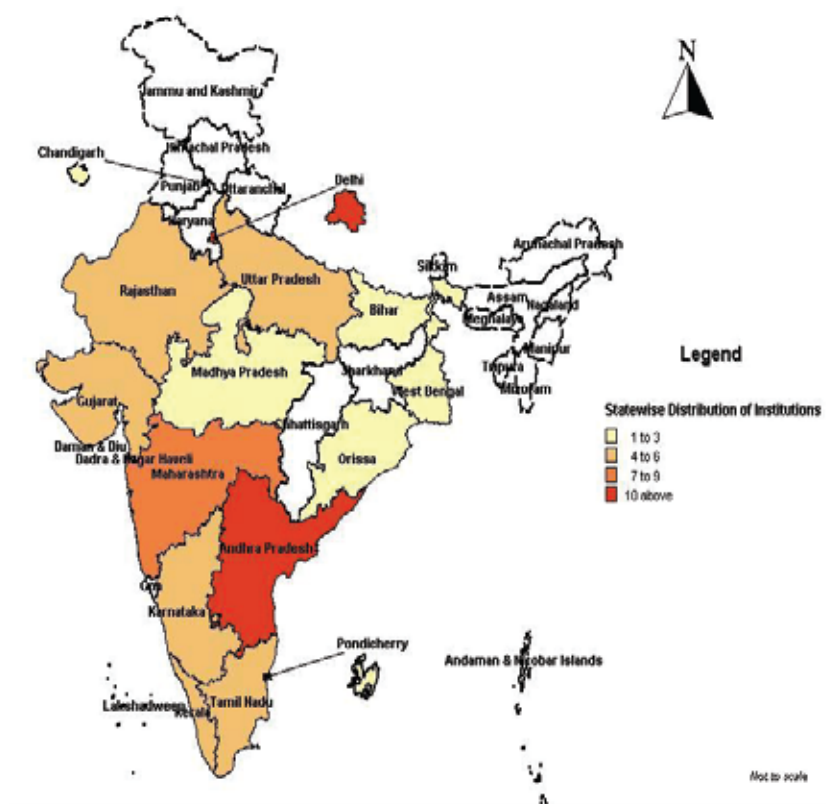 N
Jammu and Kashmir
Himachal Pradesh
Chandigarh
Punjab
Uttaranchal
Delhi
Haryana
Arunachal Pradesh
Sikkim
Rajasthan
Uttar Pradesh
Assam
Nagaland
Bihar
Meghalaya
Manipur
Legend
Madhya Pradesh
Jharkhand
Tripura
West Bengal
Mizoram
Gujarat
Statewise Distribution of Institutions
Chhattisgarh
1 to 3
Daman & Diu
Dadra & Nagar Haveli
Orissa
4 to 6
Maharashtra
7 to 9
10 above
Andhra Pradesh
Goa
Karnataka
Pondicherry
Andaman & Nicobar Islands
Lakshadweep
Kerala
Tamil Nadu
Not to scale